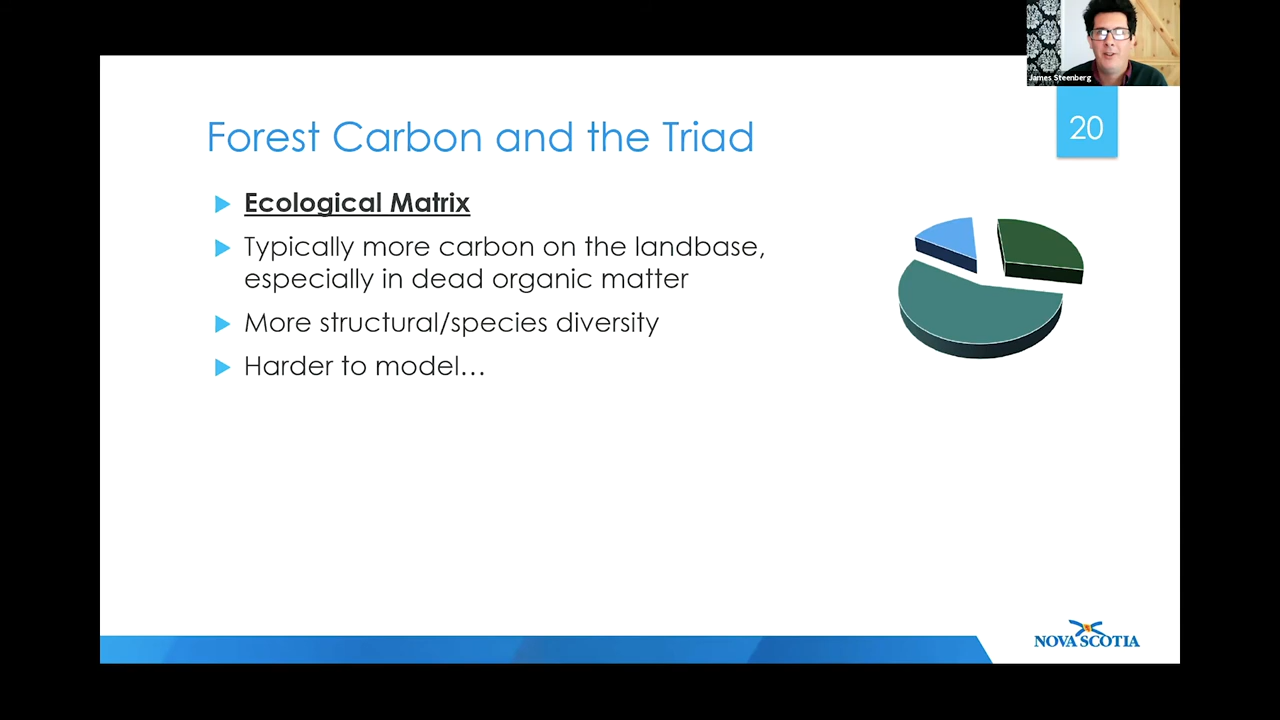 James Steenberg
20
Forest Carbon and the Triad
Ecological Matrix
Typically more carbon on the landbase,
especially in dead organic matter
More structural/species diversity
Harder to model…
NOVA SCOTIA